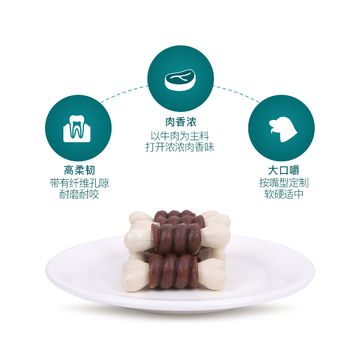 肉香浓
以牛肉为主料
打开浓浓肉香味
高柔韧
带有纤维孔隙
耐磨耐咬
大口嚼
按嘴型定制
软硬适中